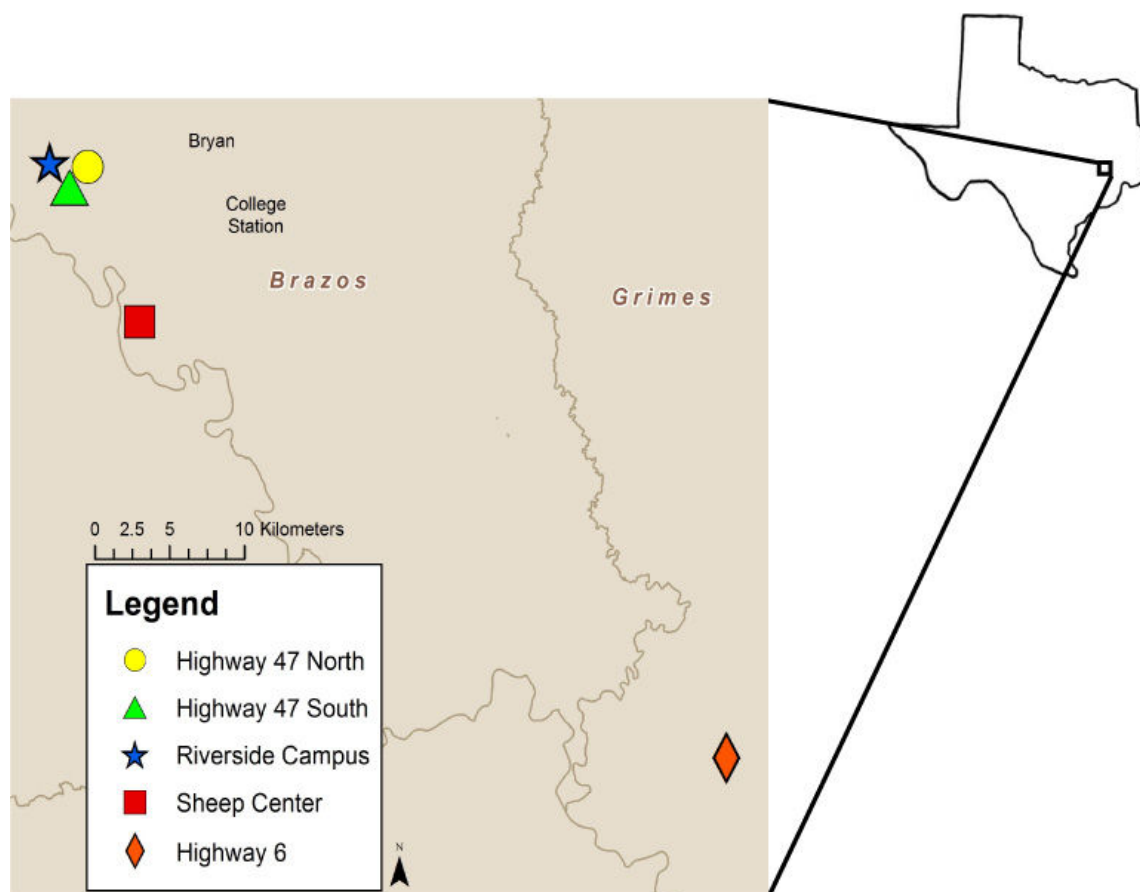 Bryan
College
Station
Brazos
Grimes
0 2.5 5 10 Kilometers
Legend
Highway 47 North
Highway 47 South
Riverside Campus
Sheep Center
Highway 6
N